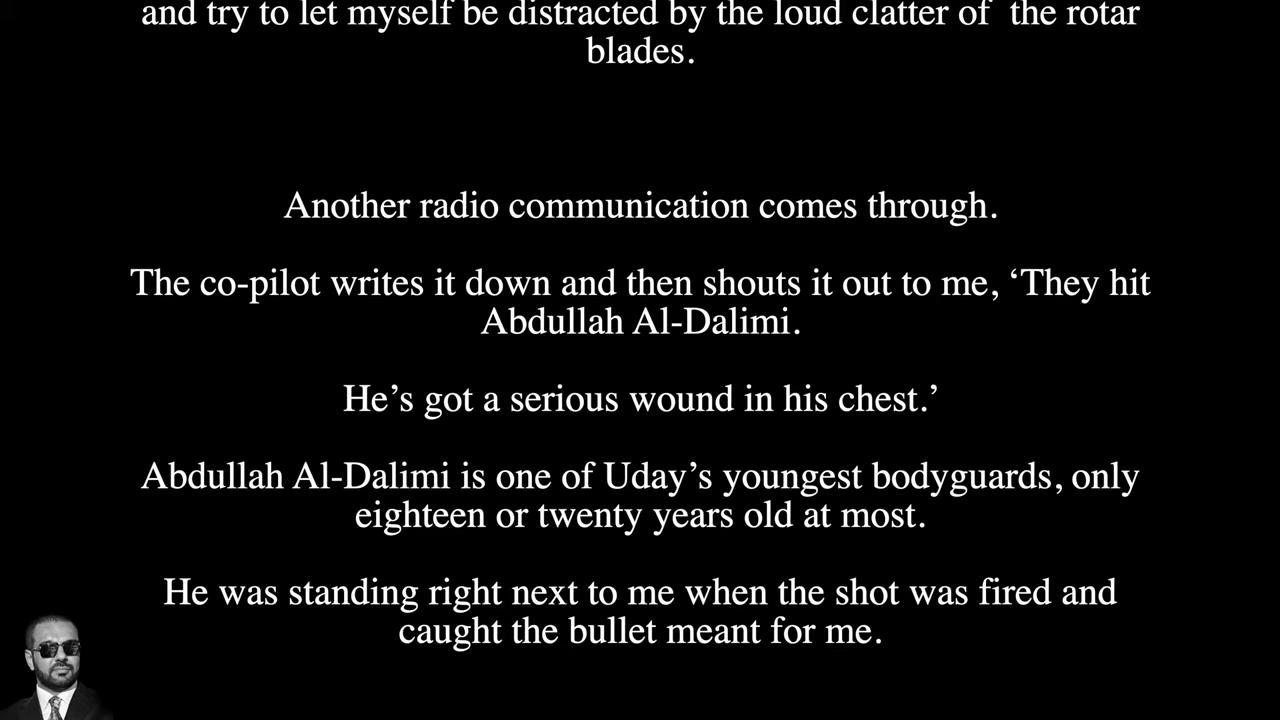 and try to let myself be distracted by the loud clatter of  the rotar
blades.
Another radio communication comes through.
The co-pilot writes it down and then shouts it out to me, ‘They hit
Abdullah Al-Dalimi.
He’s got a serious wound in his chest.’
Abdullah Al-Dalimi is one of Uday’s youngest bodyguards, only
eighteen or twenty years old at most.
He was standing right next to me when the shot was fired and
caught the bullet meant for me.